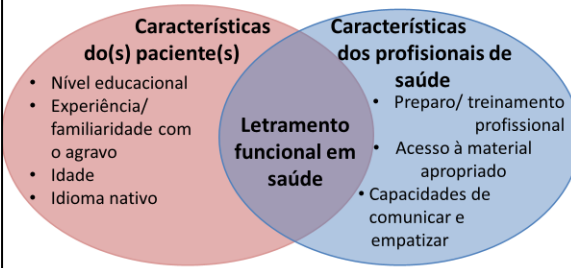 Características
do(s) paciente(s)
• Nível educacional
• Experiência/
familiaridade com
o agravo
• Idade
• Idioma nativo
Letramento
funcional em
saúde
Características
dos profisionais de
saúde
• Preparo/ treinamento
profissional
• Acesso à material
apropriado
• Capacidades de
comunicar e
empatizar